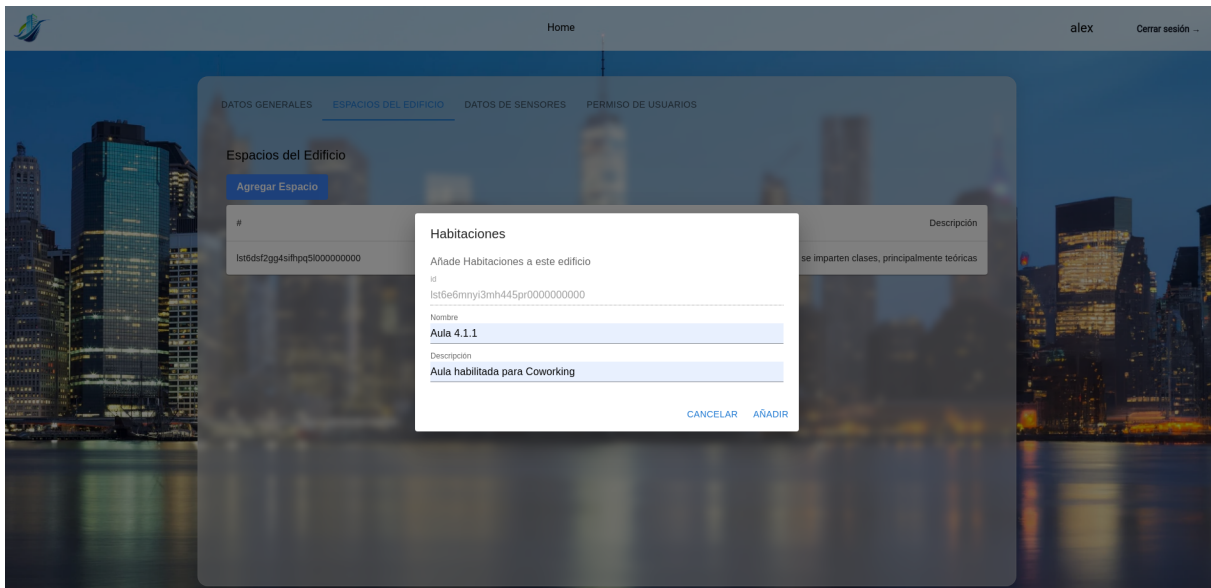 Home
alex
Cerrar sesión →
DATOS GENERALES ESPACIOS DEL EDIFICIO DATOS DE SENSORES PERMISO DE USUARIOS
Espacios del Edificio
Agregar Espacio
# Descripción
lst6dsf2gg4sifhpq5l000000000 se imparten clases, principalmente teóricas
Habitaciones
Añade Habitaciones a este edificio
id
lst6e6mnyi3mh445pr0000000000
Nombre
Aula 4.1.1
Descripción
Aula habilitada para Coworking
CANCELAR AÑADIR